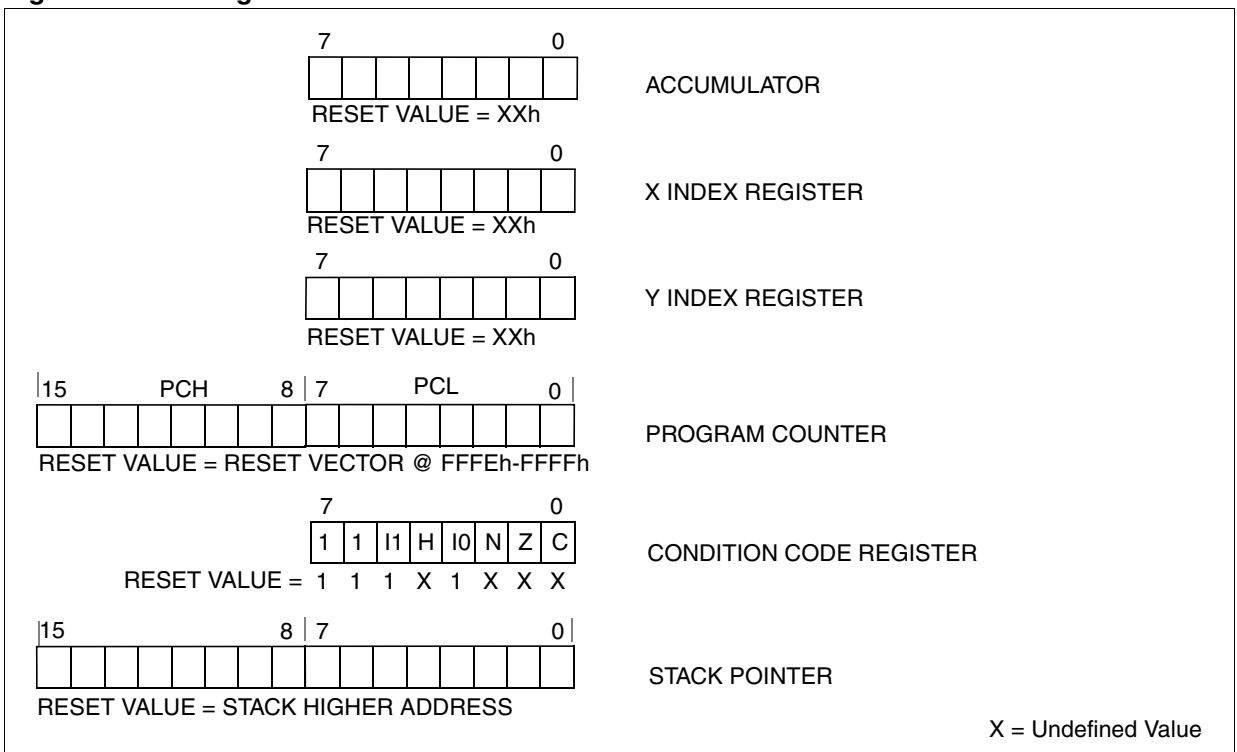 7 0
ACCUMULATOR
RESET VALUE = XXh
7 0
X INDEX REGISTER
RESET VALUE = XXh
7 0
Y INDEX REGISTER
RESET VALUE = XXh
15 PCH 8 7 PCL 0
PROGRAM COUNTER
RESET VALUE = RESET VECTOR @ FFFEh-FFFFh
7 0
1 1 I1 H I0 N Z C
CONDITION CODE REGISTER
RESET VALUE = 1 1 1 X 1 X X X
15 8 7 0
STACK POINTER
RESET VALUE = STACK HIGHER ADDRESS
X = Undefined Value